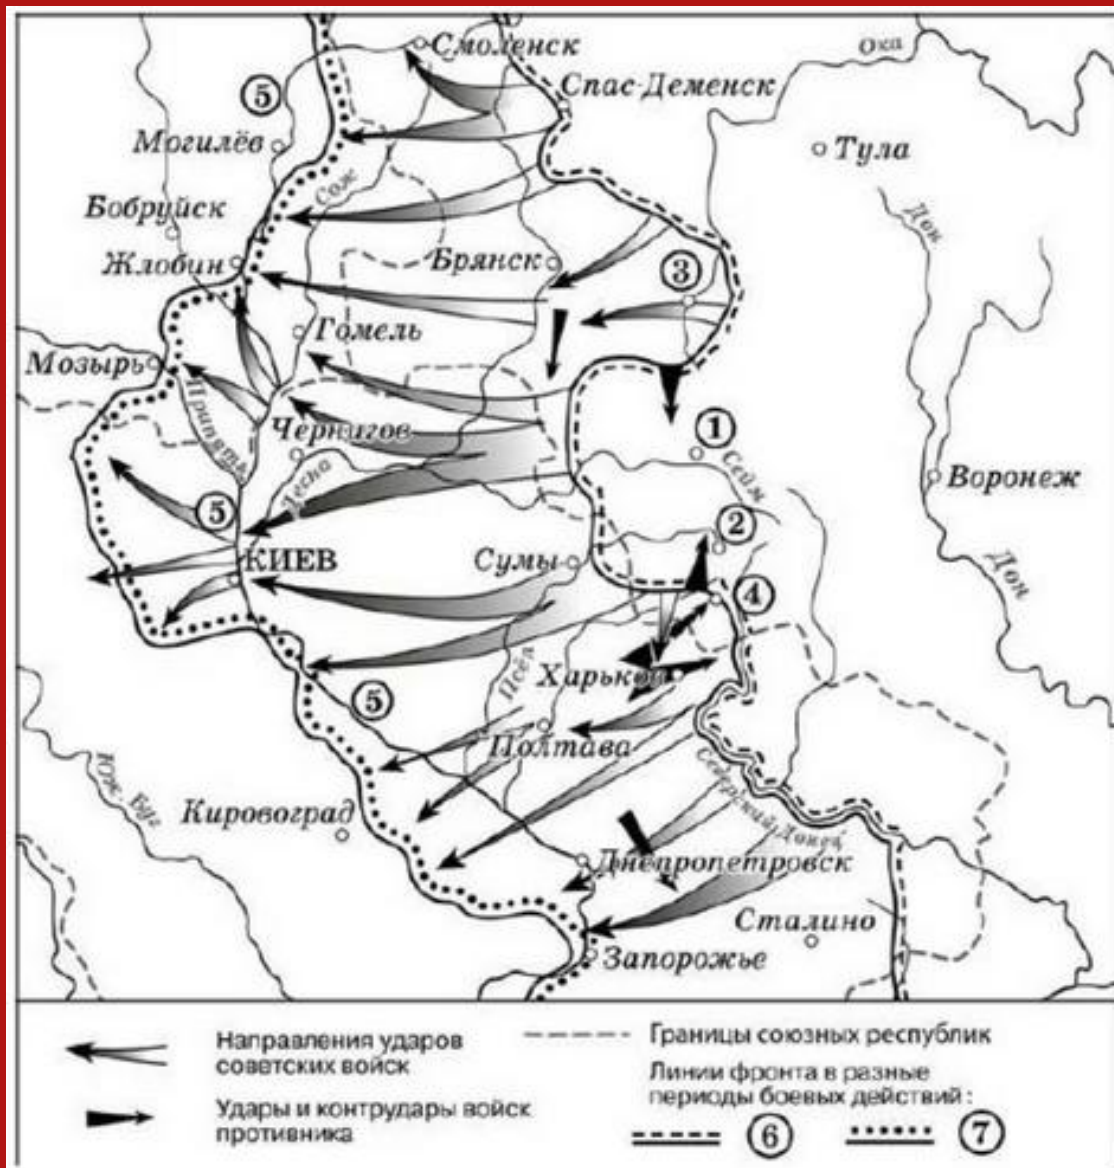 Смоленск
Ока
5
Спас-Деменск
Могилёв
Тула
Сож
Бобруйск
Дон
Жлобин
Брянск
3
Гомель
Мозырь
Припять
Чернигов
1
Сейм
Десна
Воронеж
5
2
КИЕВ
Сумы
Дон
4
Псёл
Харьков
5
Полтава
Северский Донец
Юж. Буг
Кировоград
Днепропетровск
Сталино
Запорожье
Направления ударов
советских войск
Удары и контрудары войск
противника
Границы союзных республик
Линии фронта в разные
периоды боевых действий:
6
7